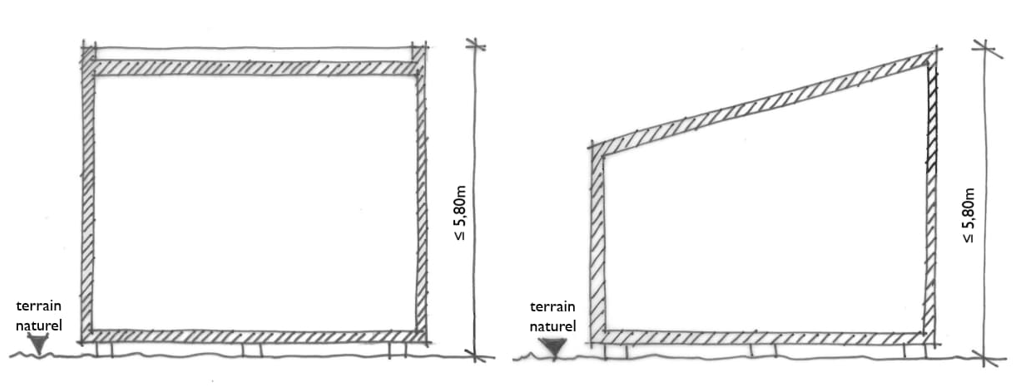 ≤ 5,80m
terrain
naturel
≤ 5,80m
terrain
naturel